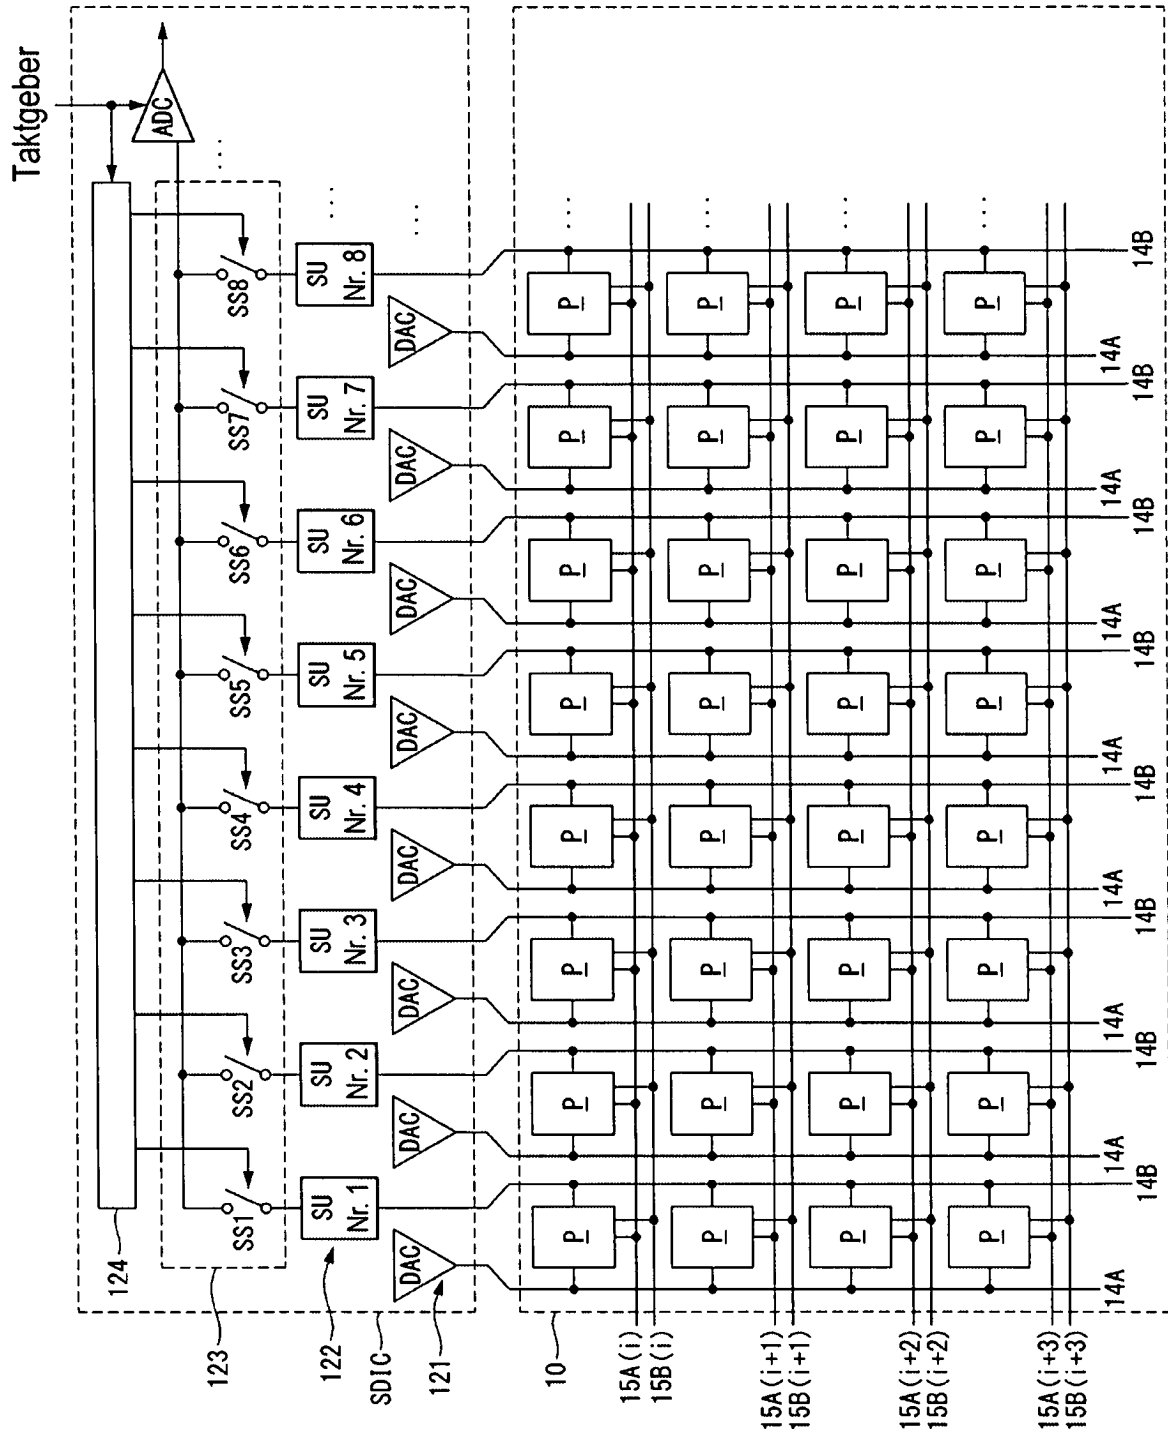 Taktgeber
ADC
124
123
SS1 SS2 SS3 SS4 SS5 SS6 SS7 SS8
122
SU Nr. 1
SU Nr. 2
SU Nr. 3
SU Nr. 4
SU Nr. 5
SU Nr. 6
SU Nr. 7
SU Nr. 8
SDIC
121
DAC DAC DAC DAC DAC DAC DAC DAC
10
P P P P P P P P
15A(i)
15B(i)
P P P P P P P P
15A(i+1)
15B(i+1)
P P P P P P P P
15A(i+2)
15B(i+2)
P P P P P P P P
15A(i+3)
15B(i+3)
14A 14B 14A 14B 14A 14B 14A 14B 14A 14B 14A 14B 14A 14B 14A 14B